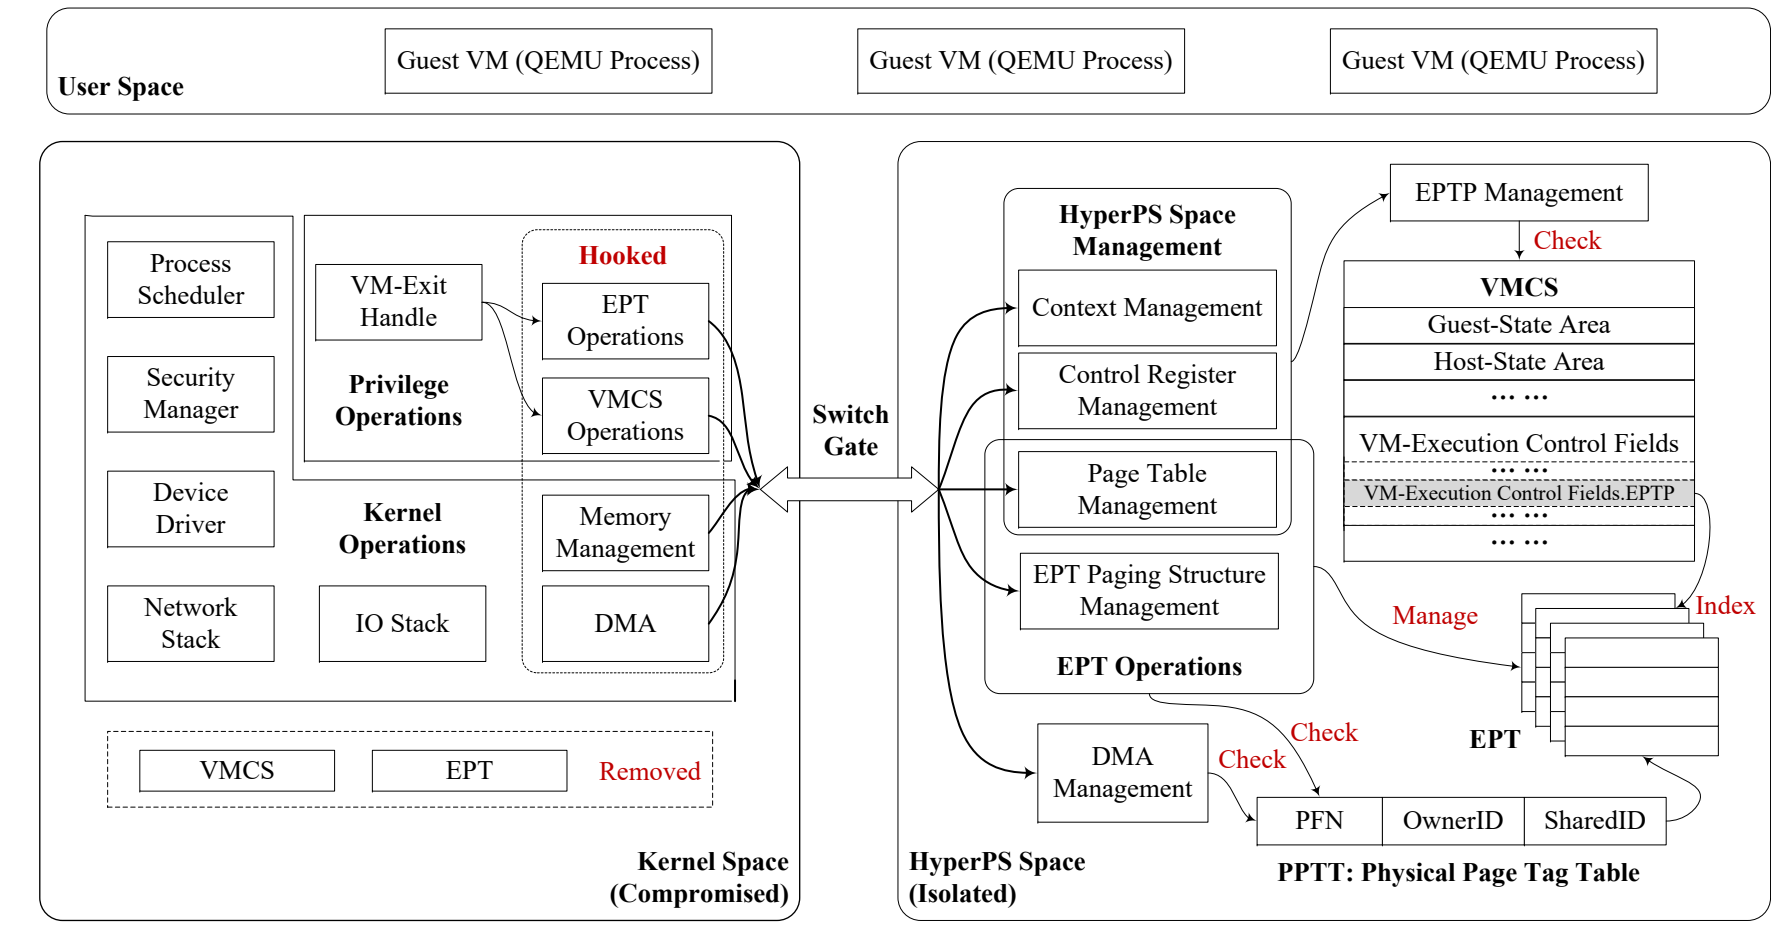 Guest VM (QEMU Process)
Guest VM (QEMU Process)
Guest VM (QEMU Process)
User Space
Process
Scheduler
Security
Manager
Device
Driver
Network
Stack
VM-Exit
Handle
Privilege
Operations
Hooked
EPT
Operations
VMCS
Operations
Kernel
Operations
Memory
Management
IO Stack
DMA
VMCS
EPT
Removed
Kernel Space
(Compromised)
Switch
Gate
HyperPS Space
Management
Context Management
Control Register
Management
Page Table
Management
EPT Paging Structure
Management
EPT Operations
DMA
Management
EPTP Management
Check
VMCS
Guest-State Area
Host-State Area
... ...
VM-Execution Control Fields
... ...
VM-Execution Control Fields.EPTP
... ...
... ...
Manage
Index
EPT
Check
Check
PFN
OwnerID
SharedID
PPTT: Physical Page Tag Table
HyperPS Space
(Isolated)